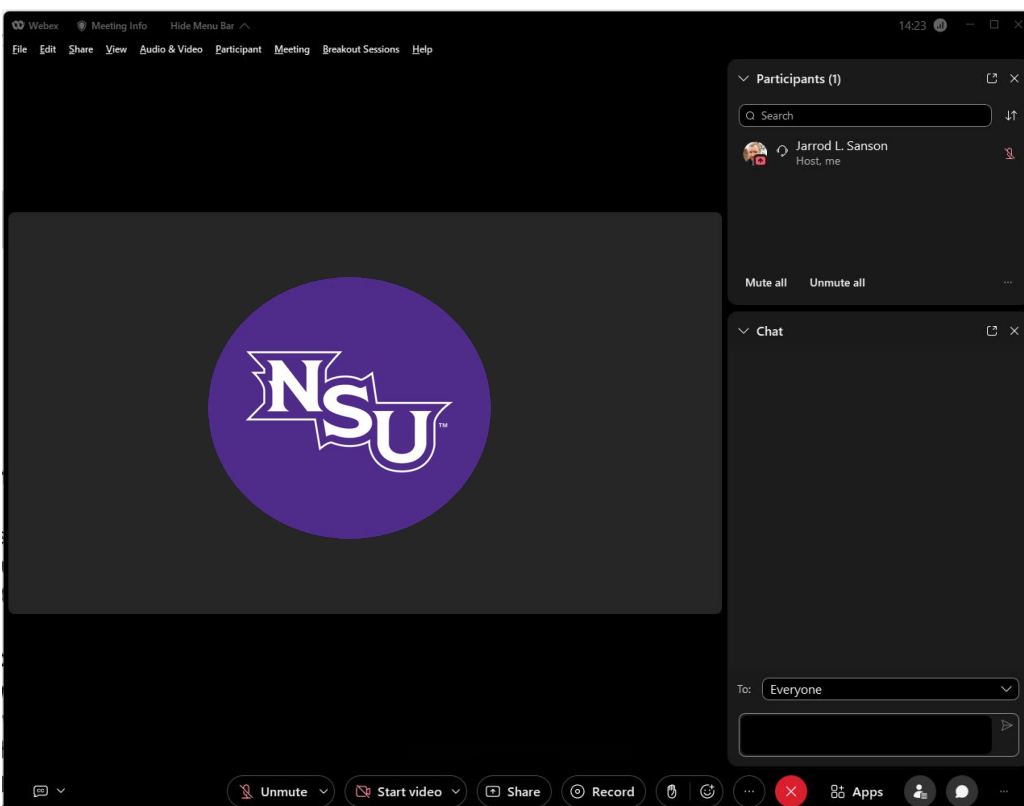 Webex Meeting Info Hide Menu Bar 14:23
File Edit Share View Audio & Video Participant Meeting Breakout Sessions Help
Participants (1)
Search
Jarrod L. Sanson
Host, me
Mute all Unmute all
Chat
NSU™
To: Everyone
CC Unmute Start video Share Record Apps